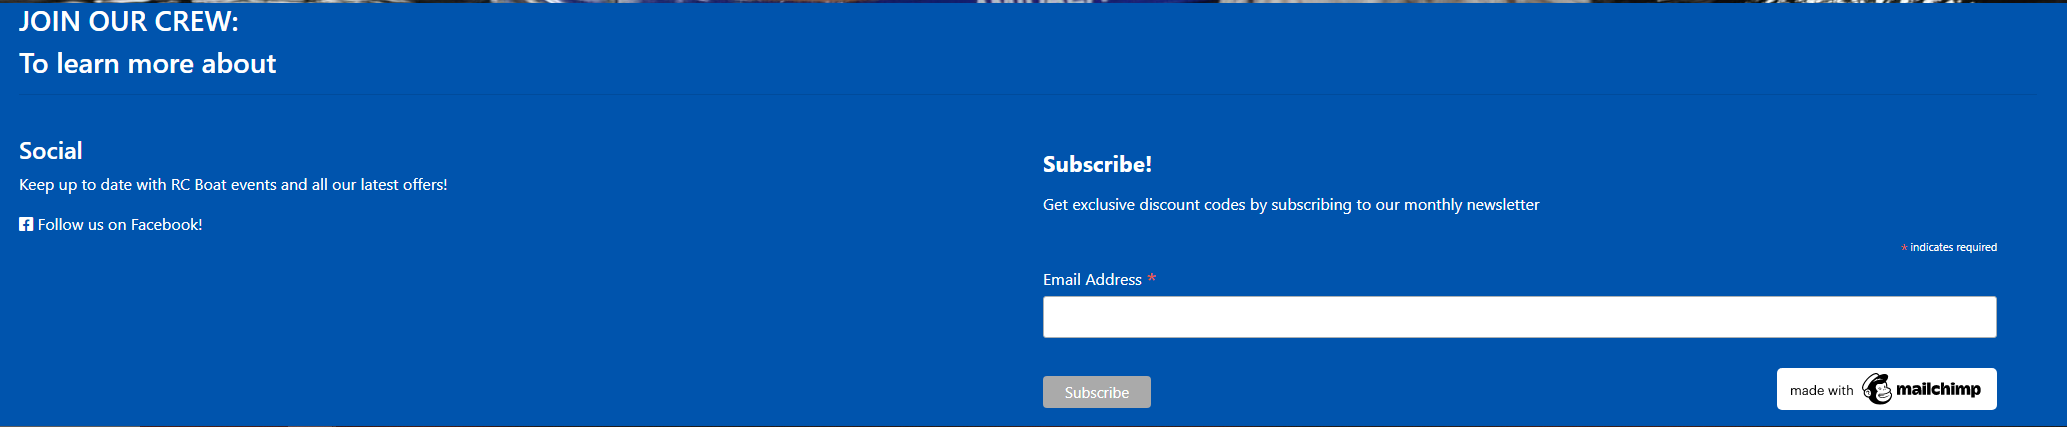 JOIN OUR CREW:
To learn more about
Social
Keep up to date with RC Boat events and all our latest offers!
Follow us on Facebook!
Subscribe!
Get exclusive discount codes by subscribing to our monthly newsletter
* indicates required
Email Address *
Subscribe
made with mailchimp